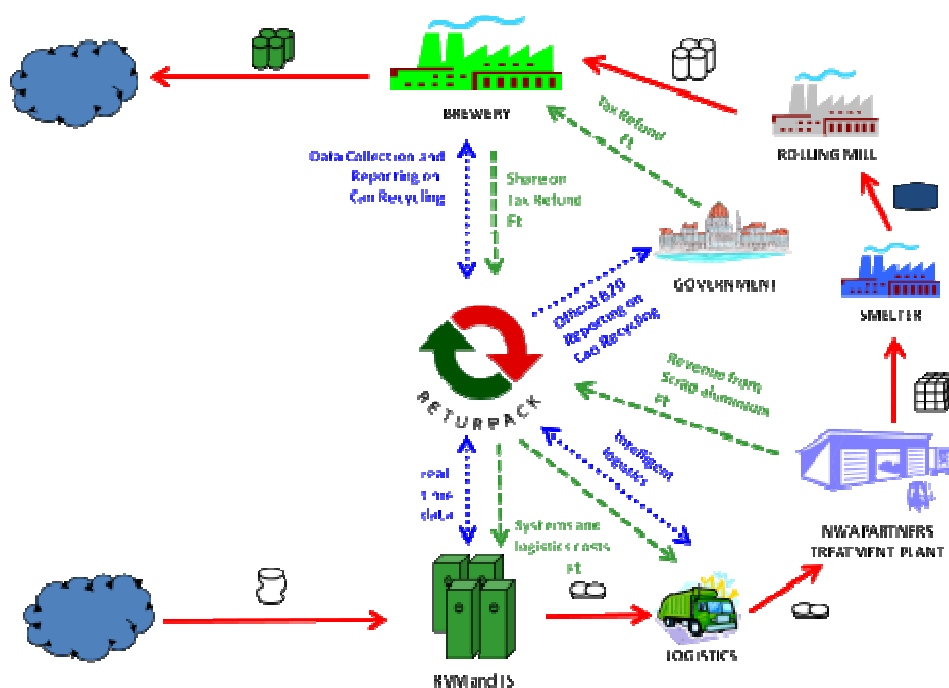 BREWERY
ROLLING MILL
Tax Refund
Ft
Data Collection and
Reporting on
Can Recycling
Share on
Tax Refund
Ft
GOVERNMENT
SMELTER
Official B2G
Reporting on
Can Recycling
Revenue from
Scrap aluminium
Ft
RETURPACK
Intelligent
logistics
real
time
data
Systems and
logistics costs
Ft
NWA PARTNERS
TREATMENT PLANT
LOGISTICS
RVM and IS